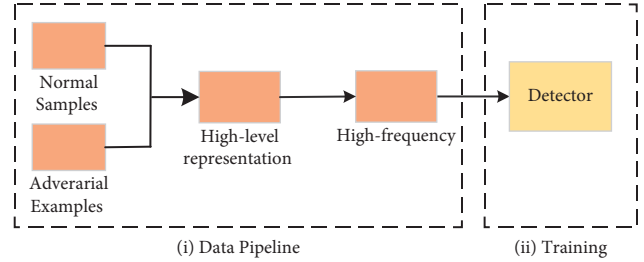 Normal
Samples
Adverarial
Examples
High-level
representation
High-frequency
Detector
(i) Data Pipeline
(ii) Training